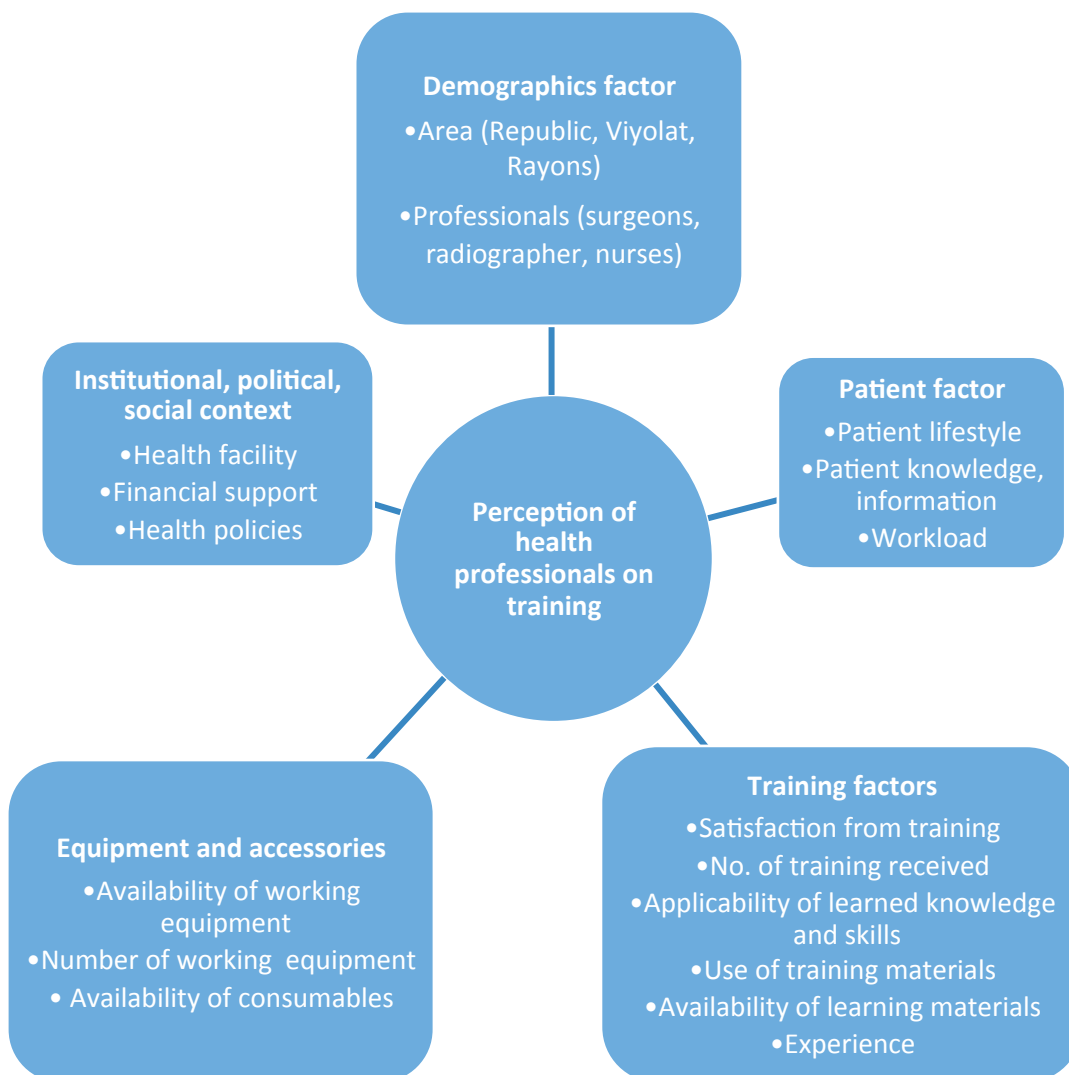 Demographics factor
•Area (Republic, Viyolat,
Rayons)
•Professionals (surgeons,
radiographer, nurses)
Institutional, political,
social context
•Health facility
•Financial support
•Health policies
Patient factor
•Patient lifestyle
•Patient knowledge,
information
•Workload
Perception of
health
professionals on
training
Equipment and accessories
•Availability of working
equipment
•Number of working equipment
• Availability of consumables
Training factors
•Satisfaction from training
•No. of training received
•Applicability of learned knowledge
and skills
•Use of training materials
•Availability of learning materials
•Experience